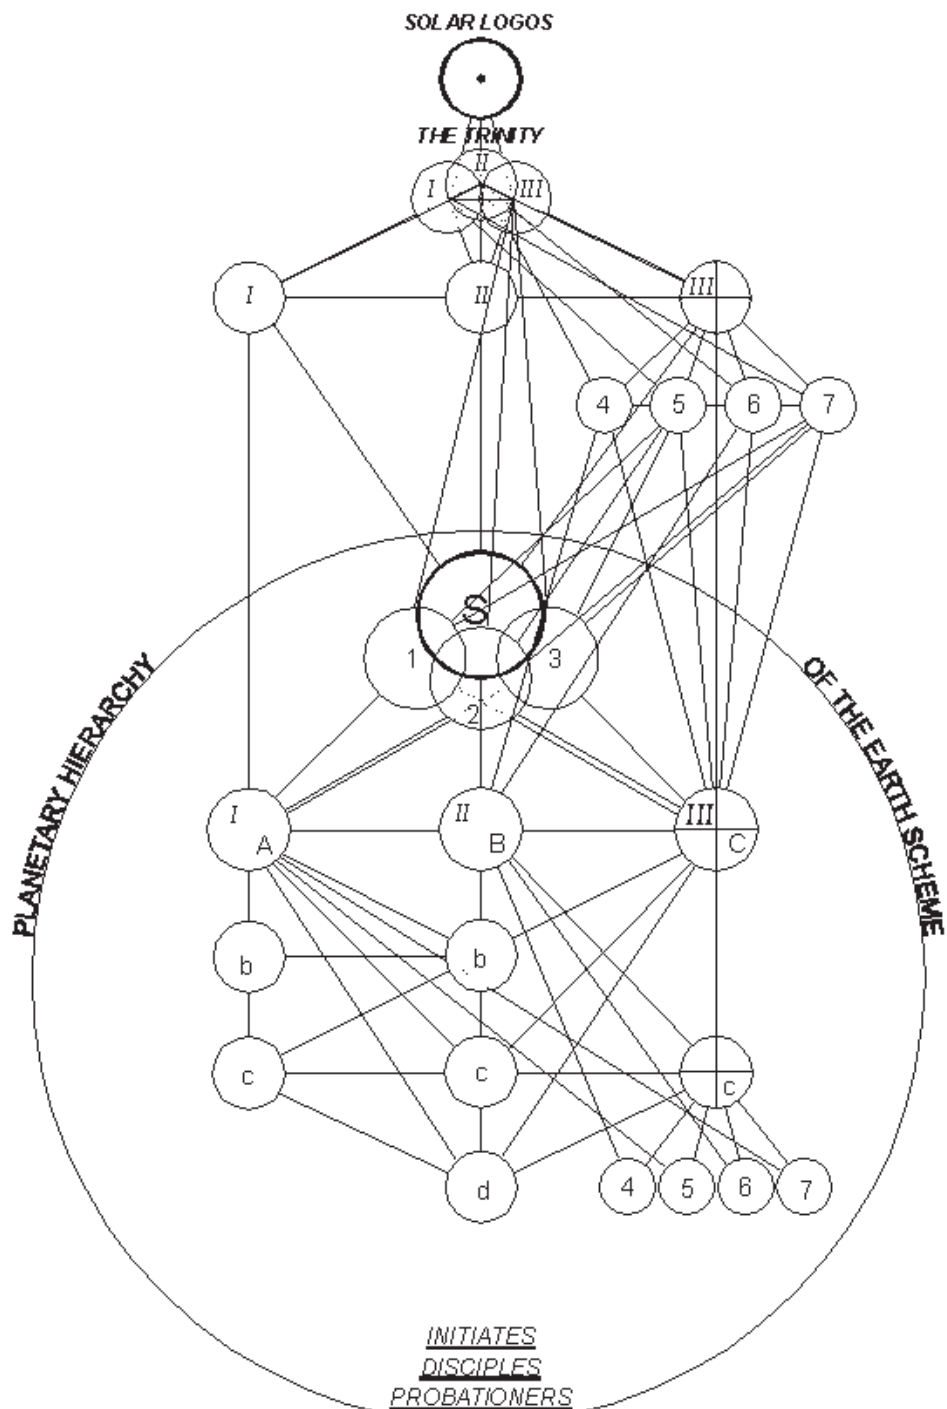 SOLAR LOGOS
THE TRINITY
II
I III
I II III
4 5 6 7
S
1 3
2
PLANETARY HIERARCHY
OF THE EARTH SCHEME
I II III
A B C
b b
c c c
d 4 5 6 7
INITIATES
DISCIPLES
PROBATIONERS